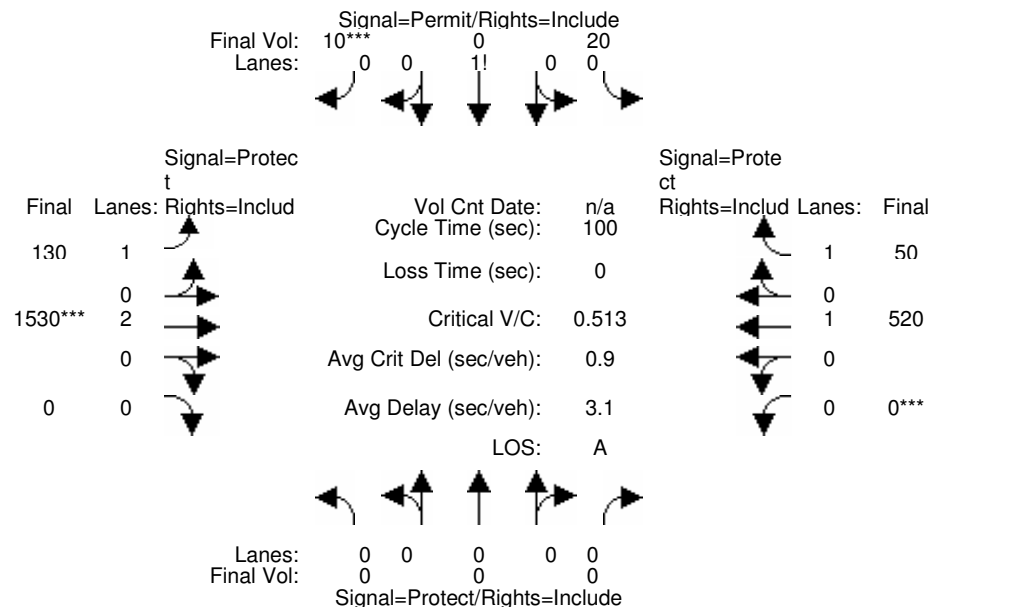 Signal=Permit/Rights=Include
Final Vol: 10*** 0 20
Lanes: 0 0 1! 0 0
Signal=Protec
t
Rights=Includ
Signal=Prote
ct
Rights=Includ
Final Lanes: Vol Cnt Date: n/a Lanes: Final
Cycle Time (sec): 100
130 1 1 50
Loss Time (sec): 0
0 0
1530*** 2 Critical V/C: 0.513 1 520
0 Avg Crit Del (sec/veh): 0.9 0
0 0 Avg Delay (sec/veh): 3.1 0 0***
LOS: A
Lanes: 0 0 0 0 0
Final Vol: 0 0 0
Signal=Protect/Rights=Include